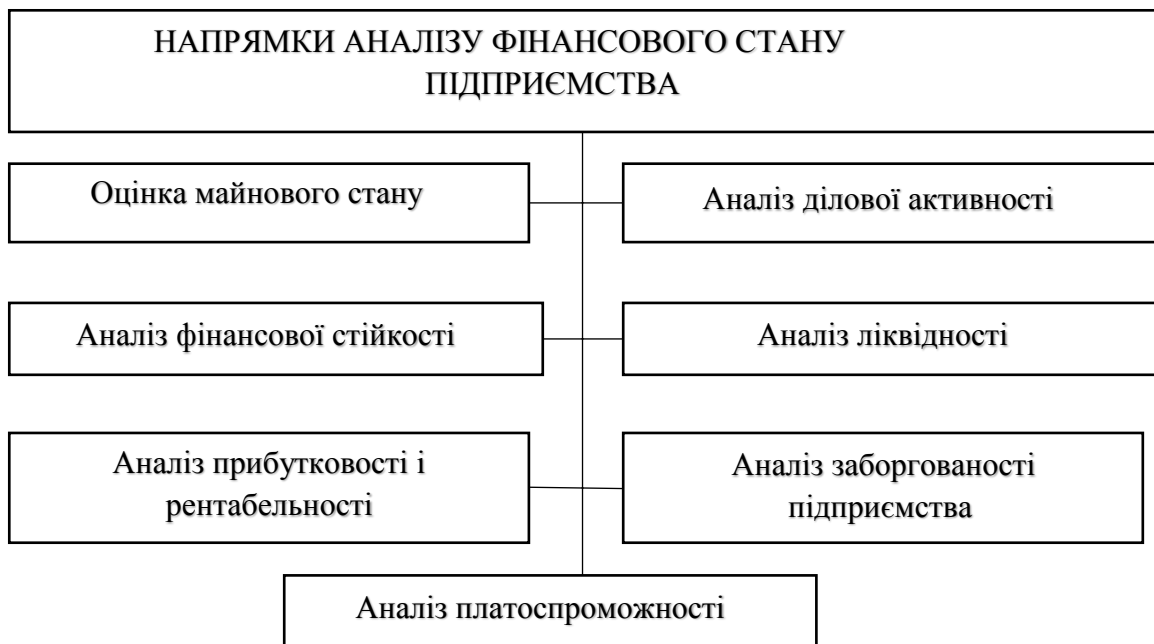 НАПРЯМКИ АНАЛІЗУ ФІНАНСОВОГО СТАНУ
ПІДПРИЄМСТВА
Оцінка майнового стану
Аналіз ділової активності
Аналіз фінансової стійкості
Аналіз ліквідності
Аналіз прибутковості і
рентабельності
Аналіз заборгованості
підприємства
Аналіз платоспроможності